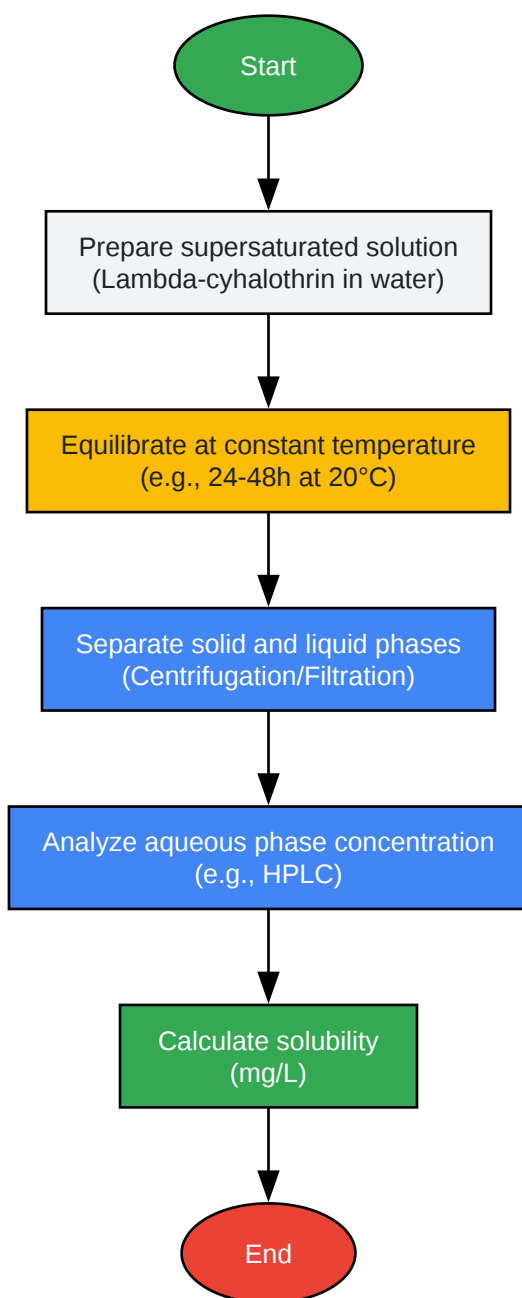 Start
Prepare supersaturated solution
(Lambda-cyhalothrin in water)
Equilibrate at constant temperature
(e.g., 24-48h at 20°C)
Separate solid and liquid phases
(Centrifugation/Filtration)
Analyze aqueous phase concentration
(e.g., HPLC)
Calculate solubility
(mg/L)
End